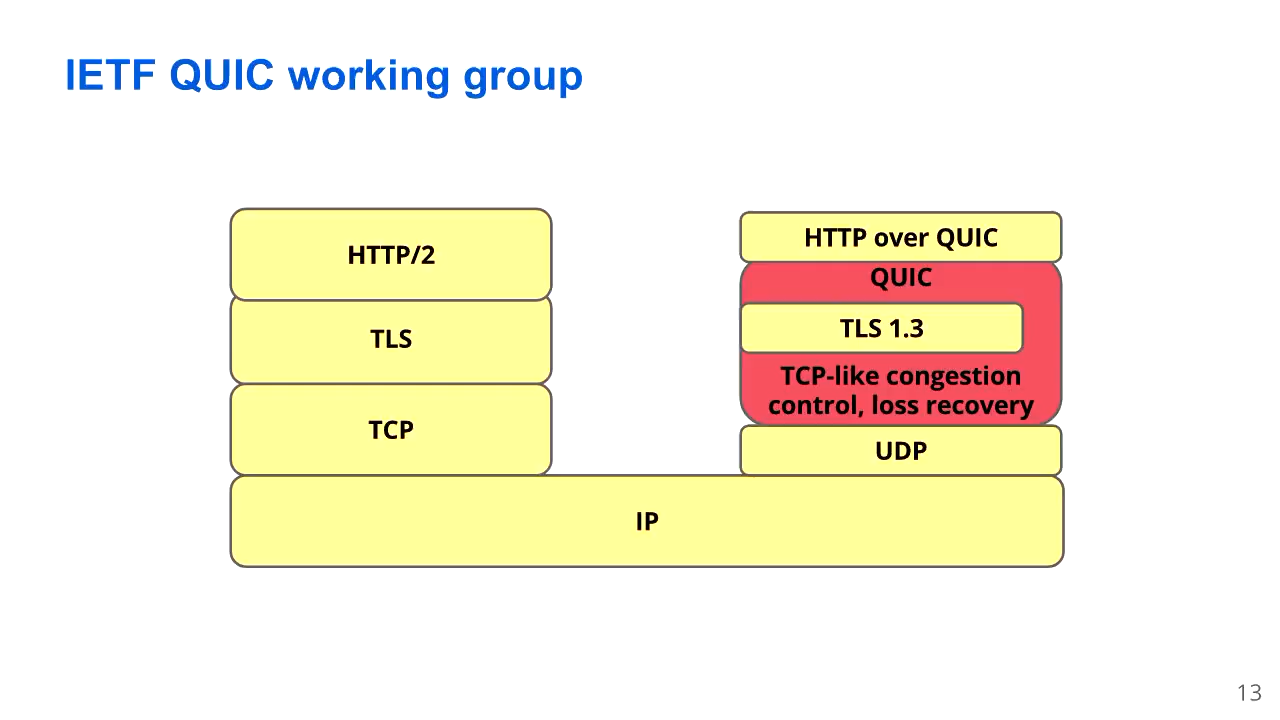 IETF QUIC working group
HTTP/2
TLS
TCP
HTTP over QUIC
QUIC
TLS 1.3
TCP-like congestion
control, loss recovery
UDP
IP
13